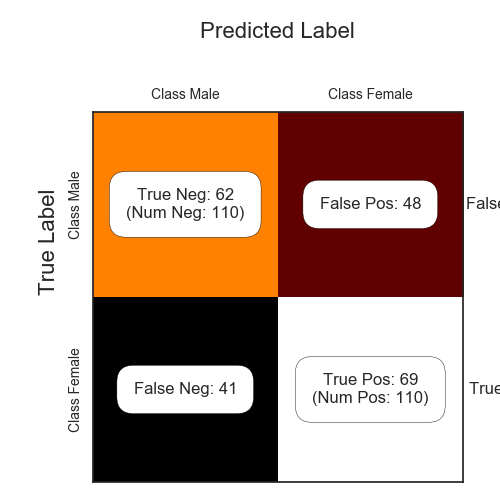 Predicted Label
Class Male
Class Female
True Label
Class Male
True Neg: 62
(Num Neg: 110)
False Pos: 48
Class Female
False Neg: 41
True Pos: 69
(Num Pos: 110)
True